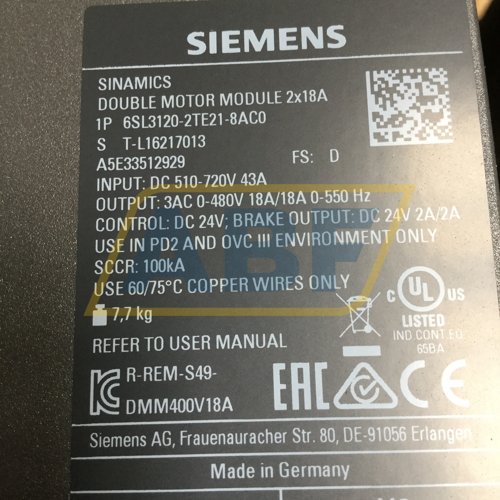 SIEMENS
SINAMICS
DOUBLE MOTOR MODULE 2x18A
1P 6SL3120-2TE21-8AC0
S T-L16217013
A5E33512929 FS: D
INPUT: DC 510-720V 43A
OUTPUT: 3AC 0-480V 18A/18A 0-550 Hz
CONTROL: DC 24V; BRAKE OUTPUT: DC 24V 2A/2A
USE IN PD2 AND OVC III ENVIRONMENT ONLY
SCCR: 100kA
USE 60/75°C COPPER WIRES ONLY
ABF
7,7 kg
C UL US
LISTED
IND.CONT.EQ.
65BA
REFER TO USER MANUAL
R-REM-S49-
DMM400V18A
EAC
Siemens AG, Frauenauracher Str. 80, DE-91056 Erlangen
Made in Germany